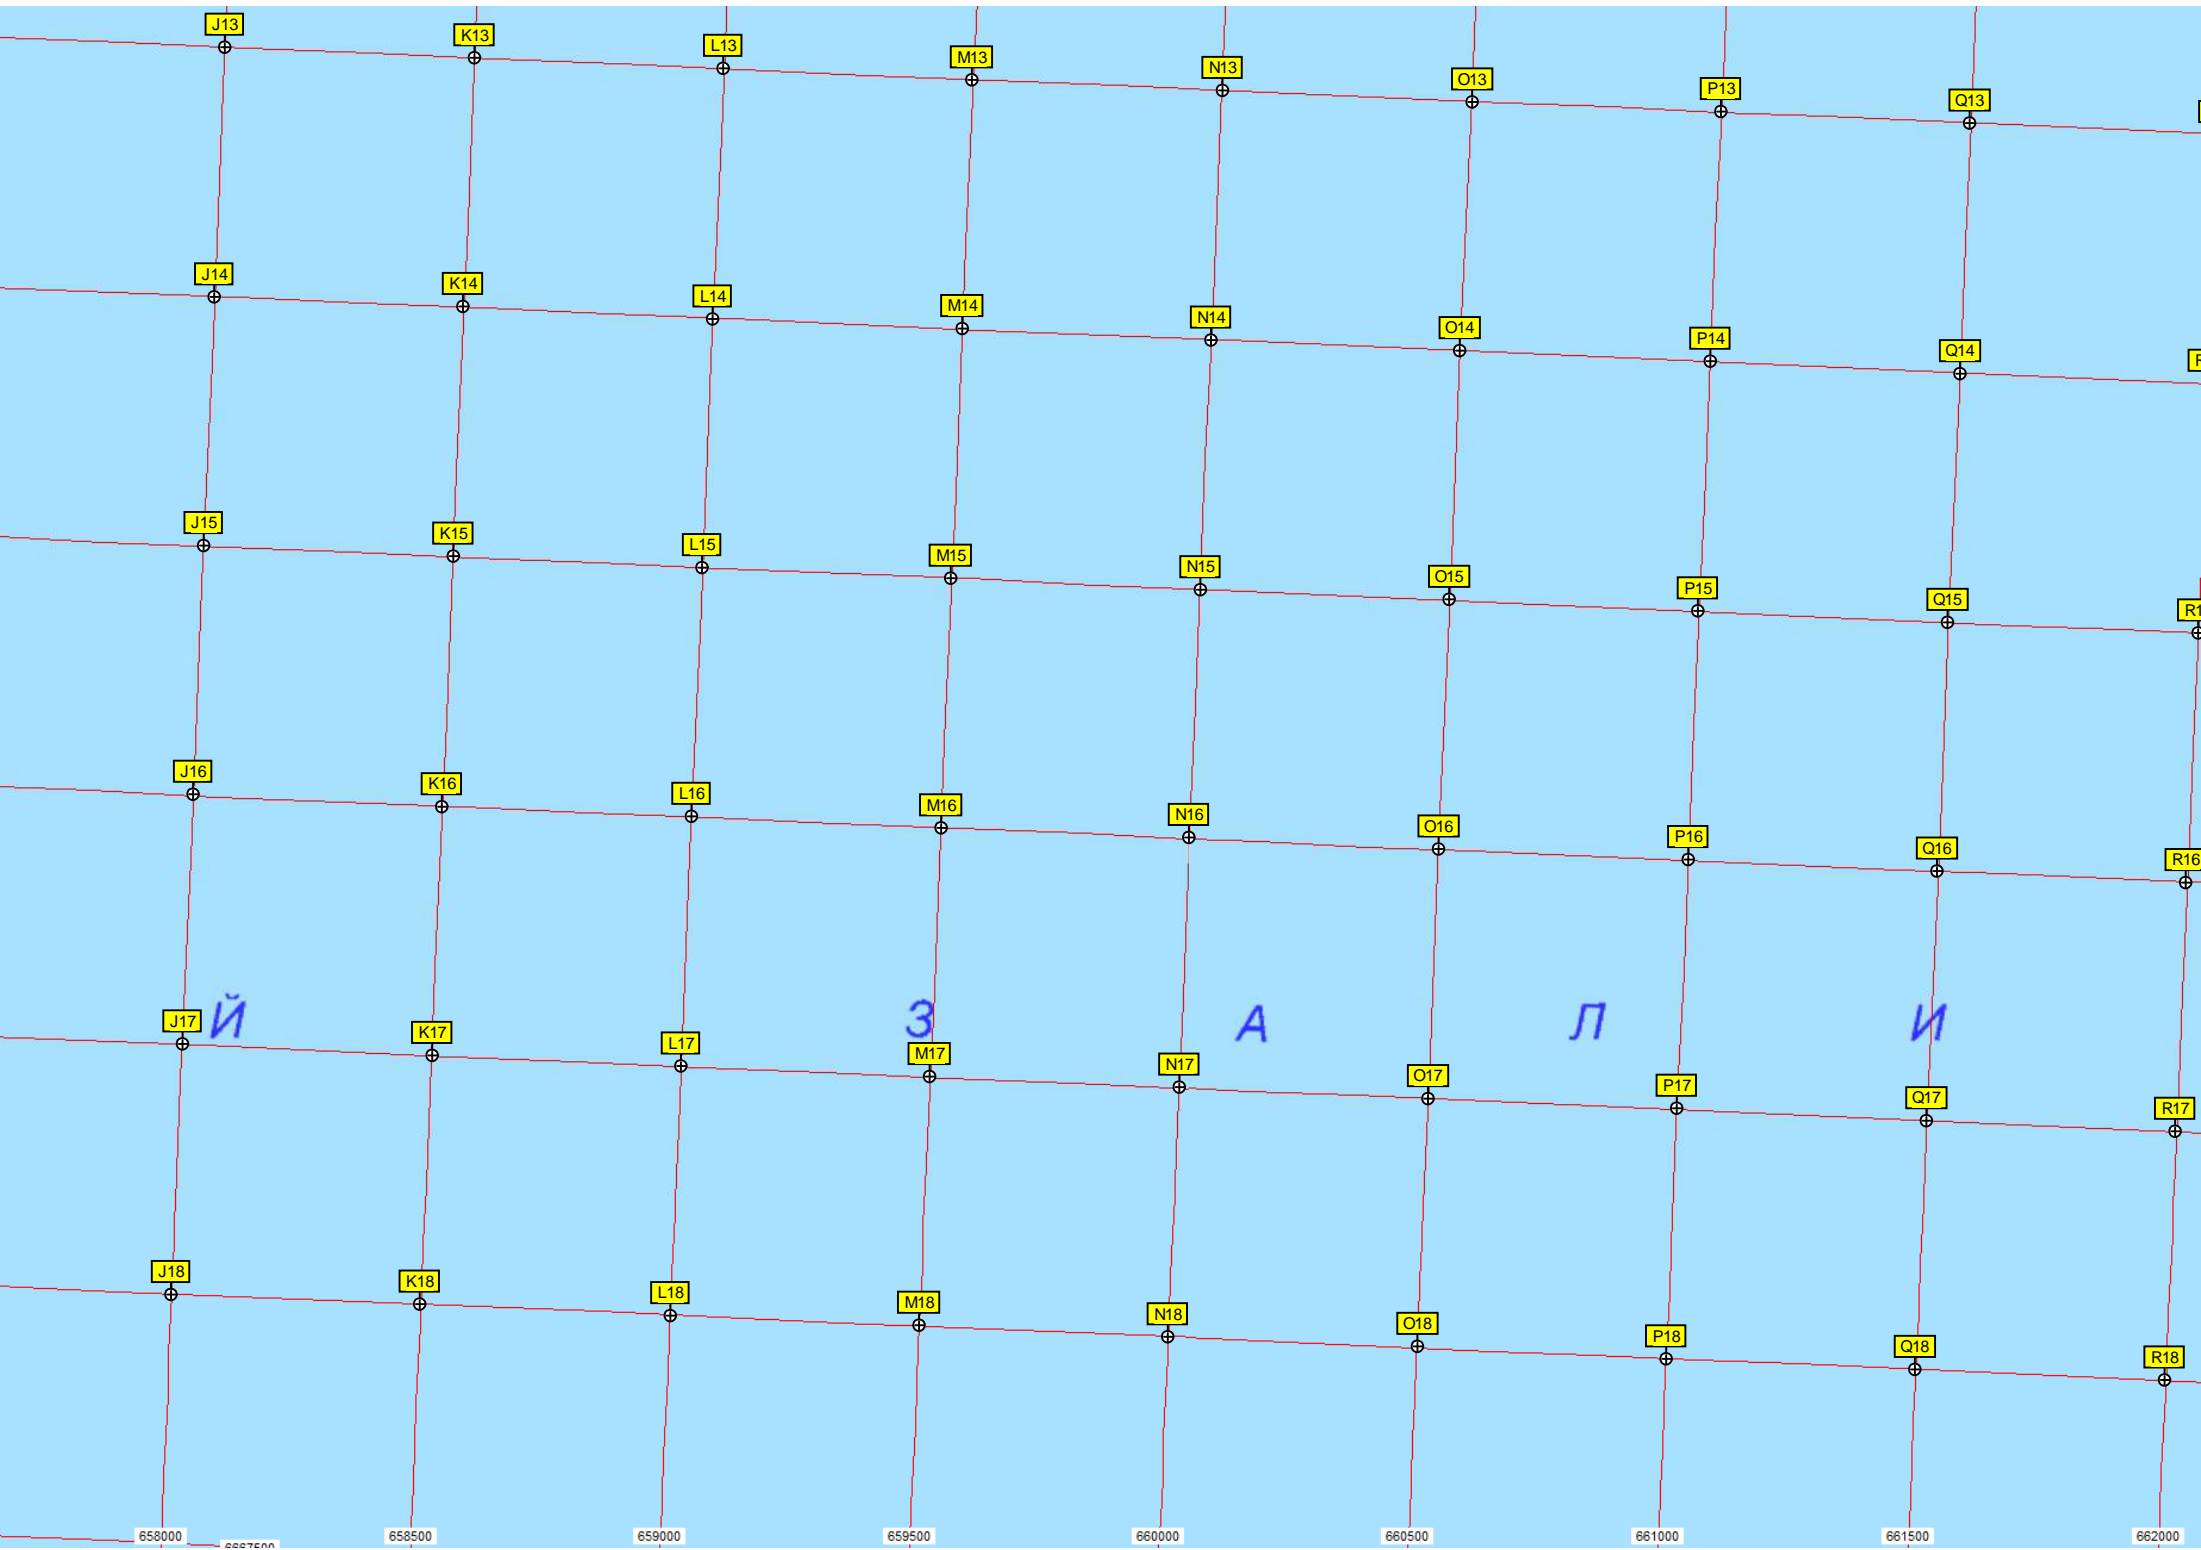 J13 K13 L13 M13 N13 O13 P13 Q13
J14 K14 L14 M14 N14 O14 P14 Q14
J15 K15 L15 M15 N15 O15 P15 Q15
J16 K16 L16 M16 N16 O16 P16 Q16 R16
Й З А Л И
J17 K17 L17 M17 N17 O17 P17 Q17 R17
J18 K18 L18 M18 N18 O18 P18 Q18 R18
658000 658500 659000 659500 660000 660500 661000 661500 662000
6667500